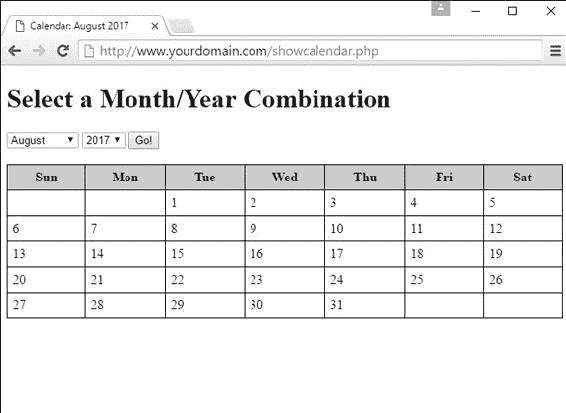 Calendar: August 2017
http://www.yourdomain.com/showcalendar.php
Select a Month/Year Combination
August 2017 Go!
Sun Mon Tue Wed Thu Fri Sat
1 2 3 4 5
6 7 8 9 10 11 12
13 14 15 16 17 18 19
20 21 22 23 24 25 26
27 28 29 30 31